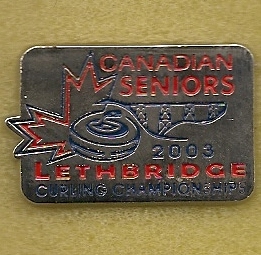 CANADIAN
SENIORS
2003
LETHBRIDGE
CURLING CHAMPIONSHIPS